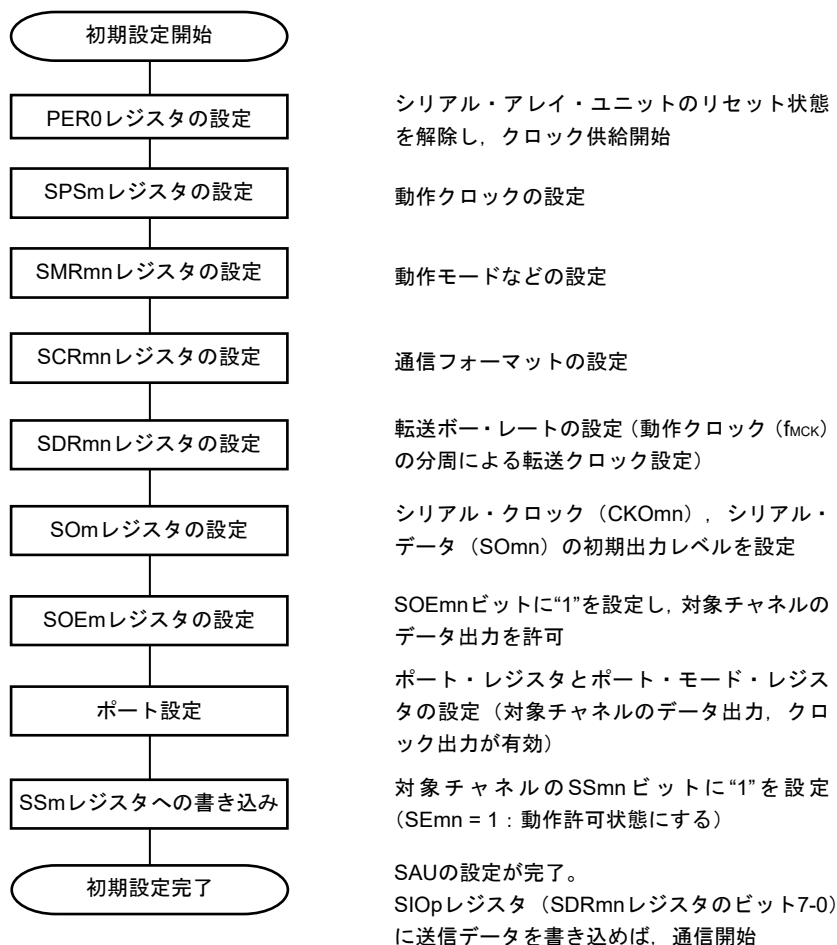 初期設定開始
PER0レジスタの設定
シリアル・アレイ・ユニットのリセット状態
を解除し，クロック供給開始
SPSmレジスタの設定
動作クロックの設定
SMRmnレジスタの設定
動作モードなどの設定
SCRmnレジスタの設定
通信フォーマットの設定
SDRmnレジスタの設定
転送ボー・レートの設定（動作クロック（fMCK）
の分周による転送クロック設定）
SOmレジスタの設定
シリアル・クロック（CKOmn），シリアル・
データ（SOmn）の初期出力レベルを設定
SOEmレジスタの設定
SOEmnビットに“1”を設定し，対象チャネルの
データ出力を許可
ポート設定
ポート・レジスタとポート・モード・レジス
タの設定（対象チャネルのデータ出力，クロ
ック出力が有効）
SSmレジスタへの書き込み
対象チャネルのSSmnビットに“1”を設定
（SEmn = 1：動作許可状態にする）
初期設定完了
SAUの設定が完了。
SIOpレジスタ（SDRmnレジスタのビット7-0）
に送信データを書き込めば，通信開始